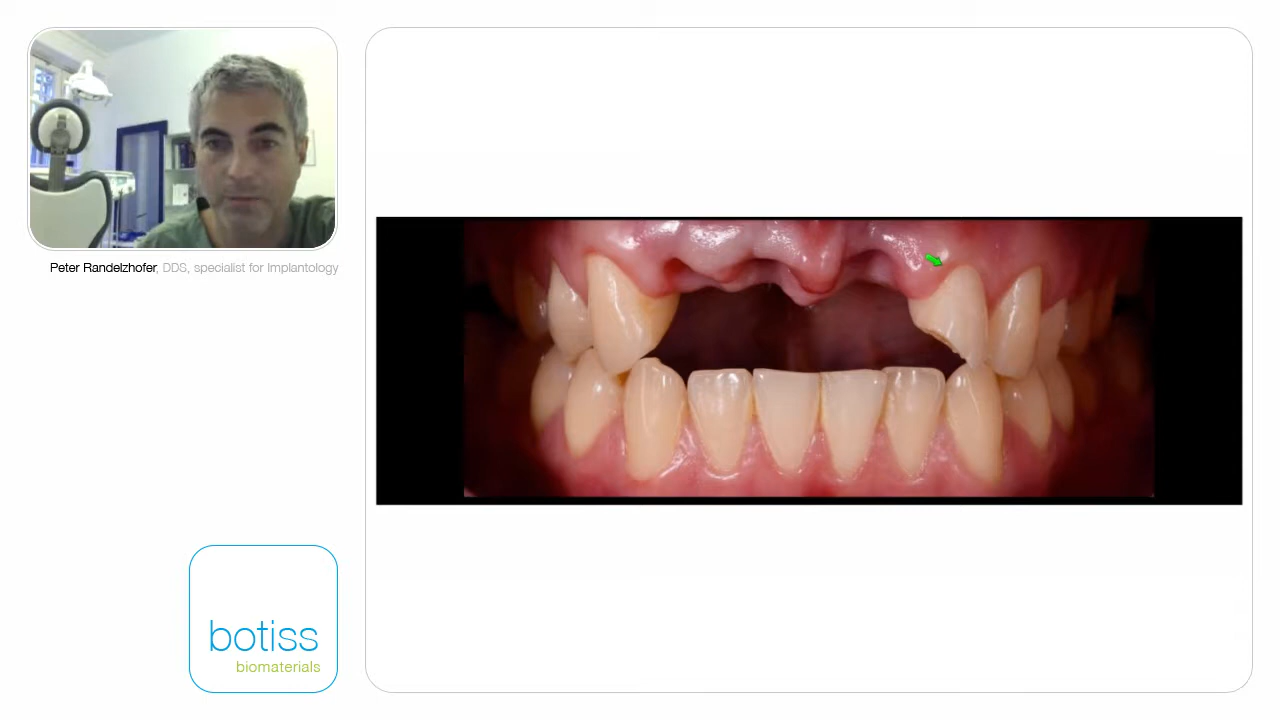 Peter Randelzhofer, DDS, specialist for Implantology
botiss
biomaterials